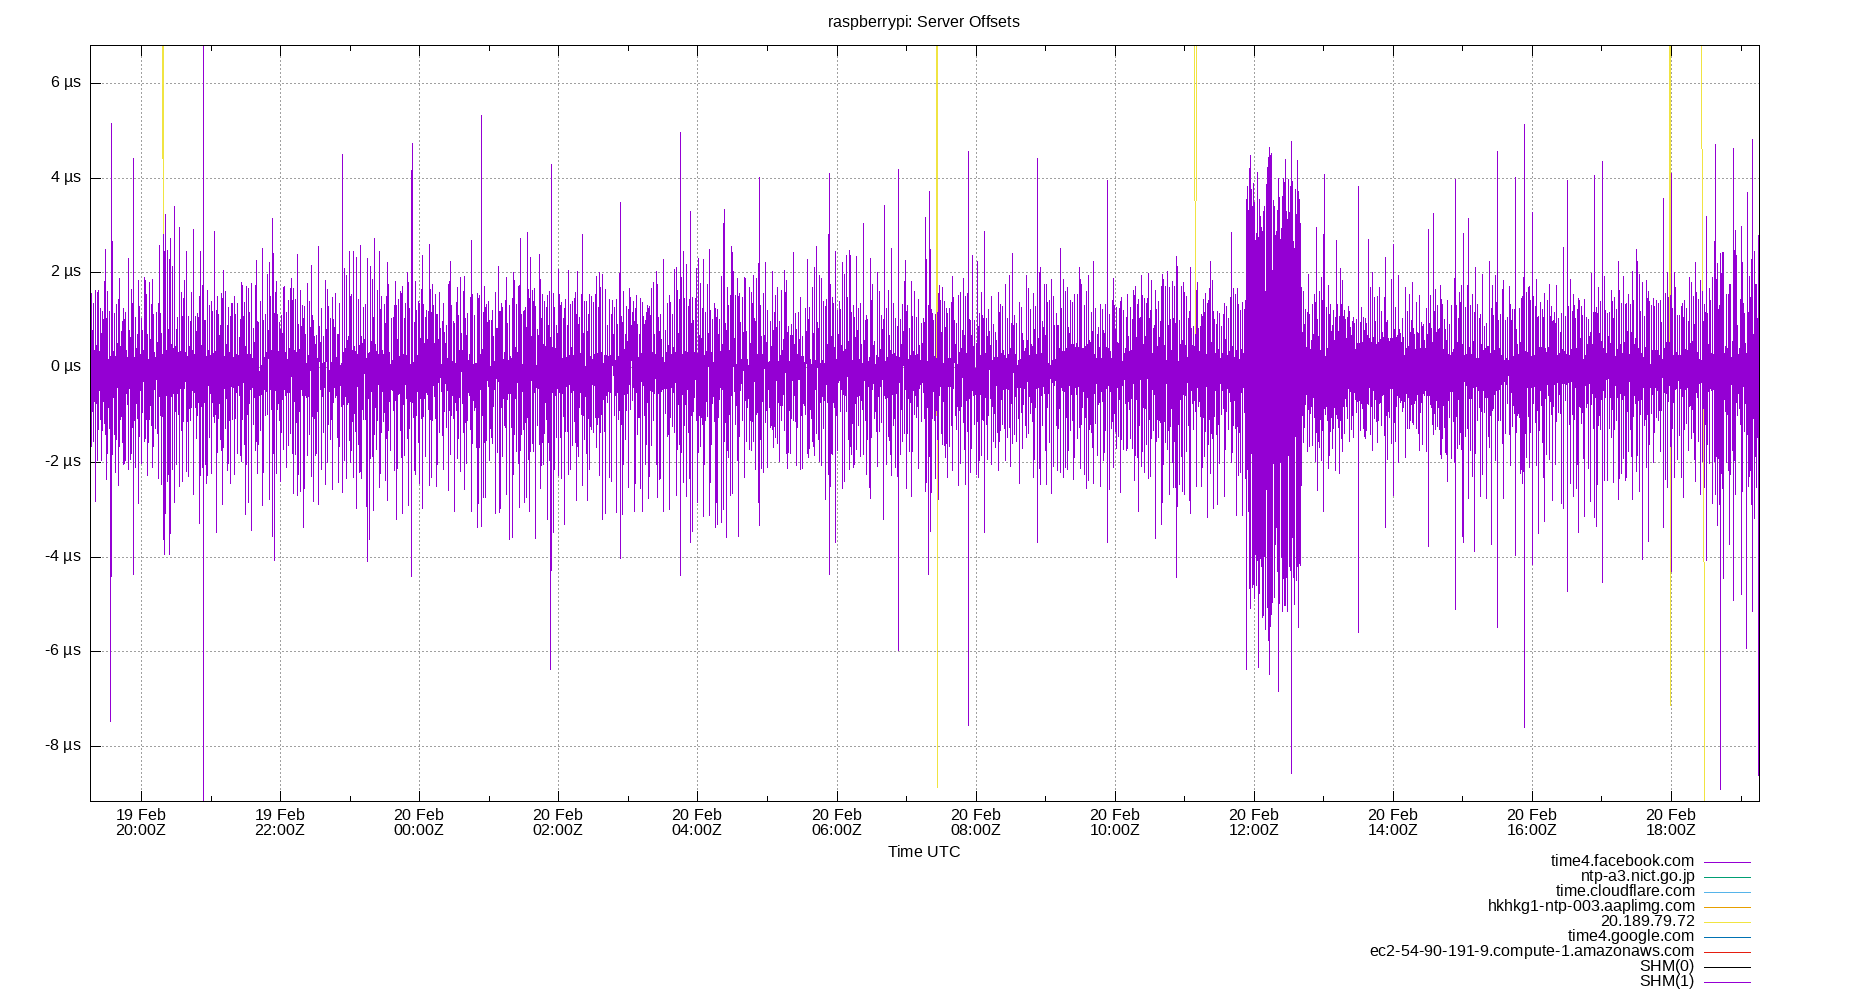 raspberrypi: Server Offsets
6 µs
4 µs
2 µs
0 µs
-2 µs
-4 µs
-6 µs
-8 µs
19 Feb 19 Feb 20 Feb 20 Feb 20 Feb 20 Feb 20 Feb 20 Feb 20 Feb 20 Feb 20 Feb 20 Feb
20:00Z 22:00Z 00:00Z 02:00Z 04:00Z 06:00Z 08:00Z 10:00Z 12:00Z 14:00Z 16:00Z 18:00Z
Time UTC
time4.facebook.com
ntp-a3.nict.go.jp
time.cloudflare.com
hkhkg1-ntp-003.aaplimg.com
20.189.79.72
time4.google.com
ec2-54-90-191-9.compute-1.amazonaws.com
SHM(0)
SHM(1)